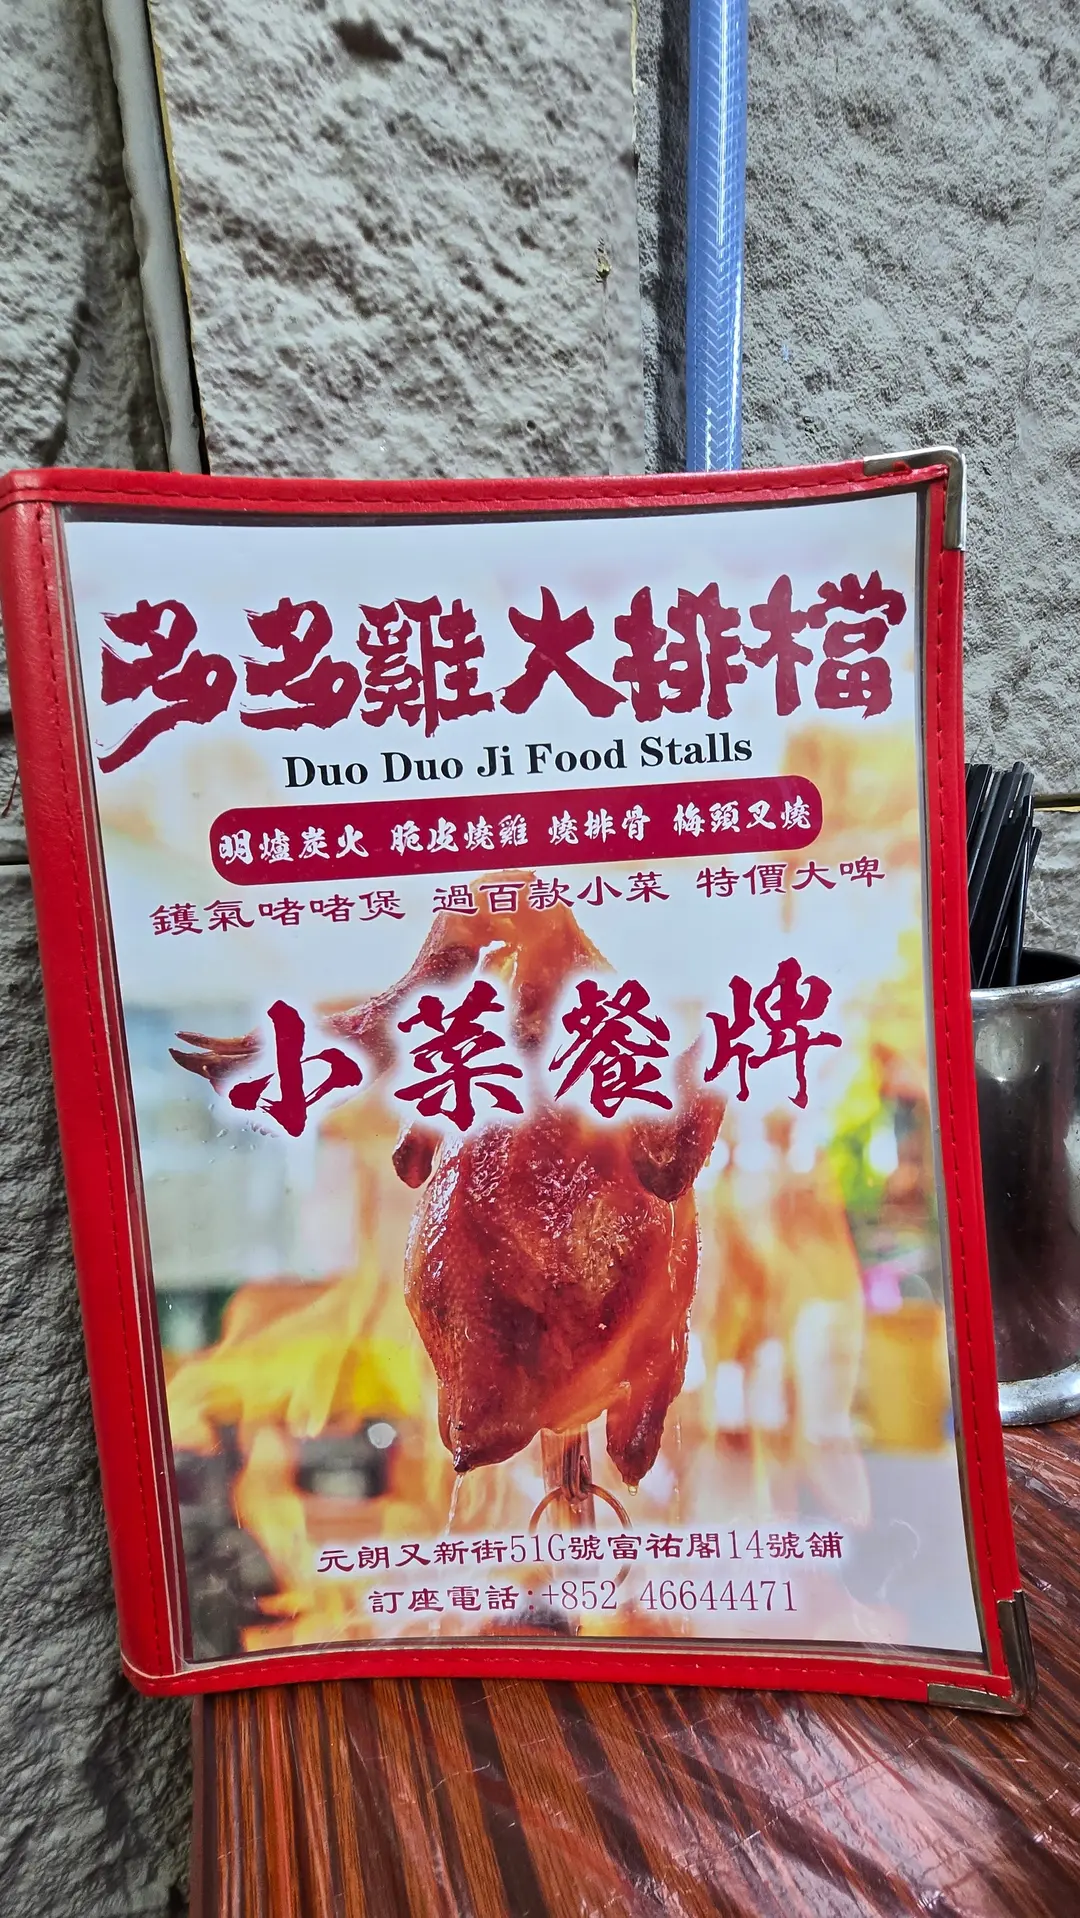 多多雞大排檔
Duo Duo Ji Food Stalls
明爐炭火 脆皮燒雞 燒排骨 梅頭叉燒
鑊氣啫啫煲 過百款小菜 特價大啤
小菜餐牌
元朗又新街51G號富祐閣14號舖
訂座電話:+852 46644471